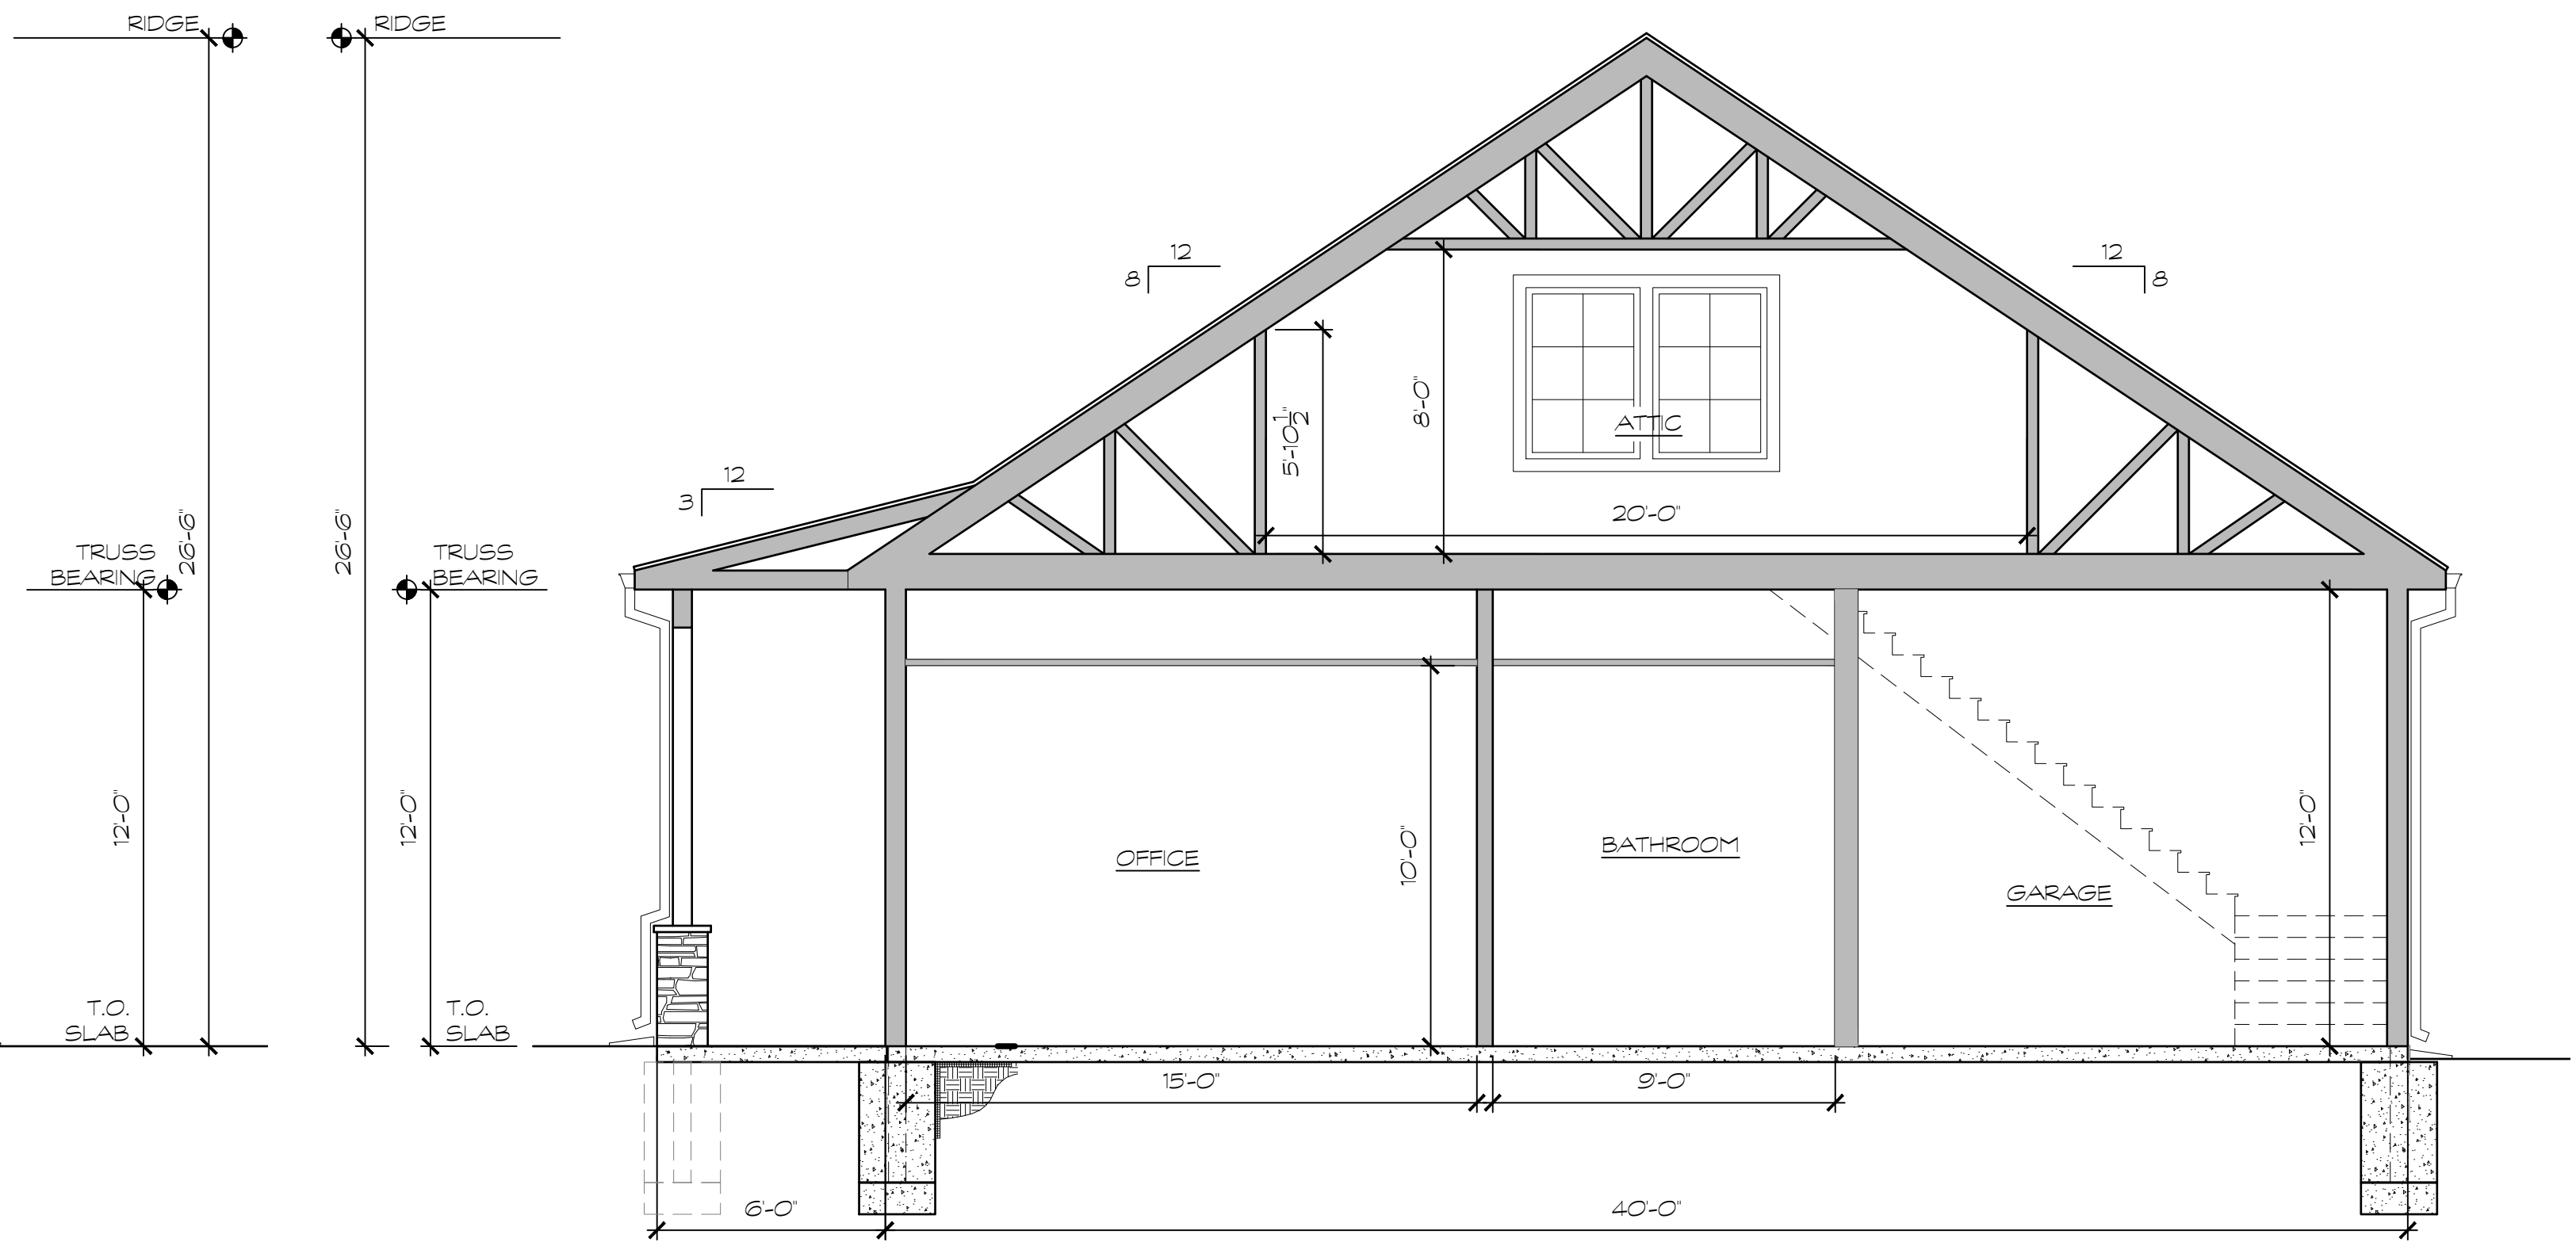 RIDGE
RIDGE
12
8
12
8
12
3
5'-10 1/2"
8'-0"
ATTIC
20'-0"
26'-6"
26'-6"
TRUSS
BEARING
TRUSS
BEARING
12'-0"
12'-0"
10'-0"
12'-0"
OFFICE
BATHROOM
GARAGE
T.O.
SLAB
T.O.
SLAB
15'-0"
9'-0"
6'-0"
40'-0"